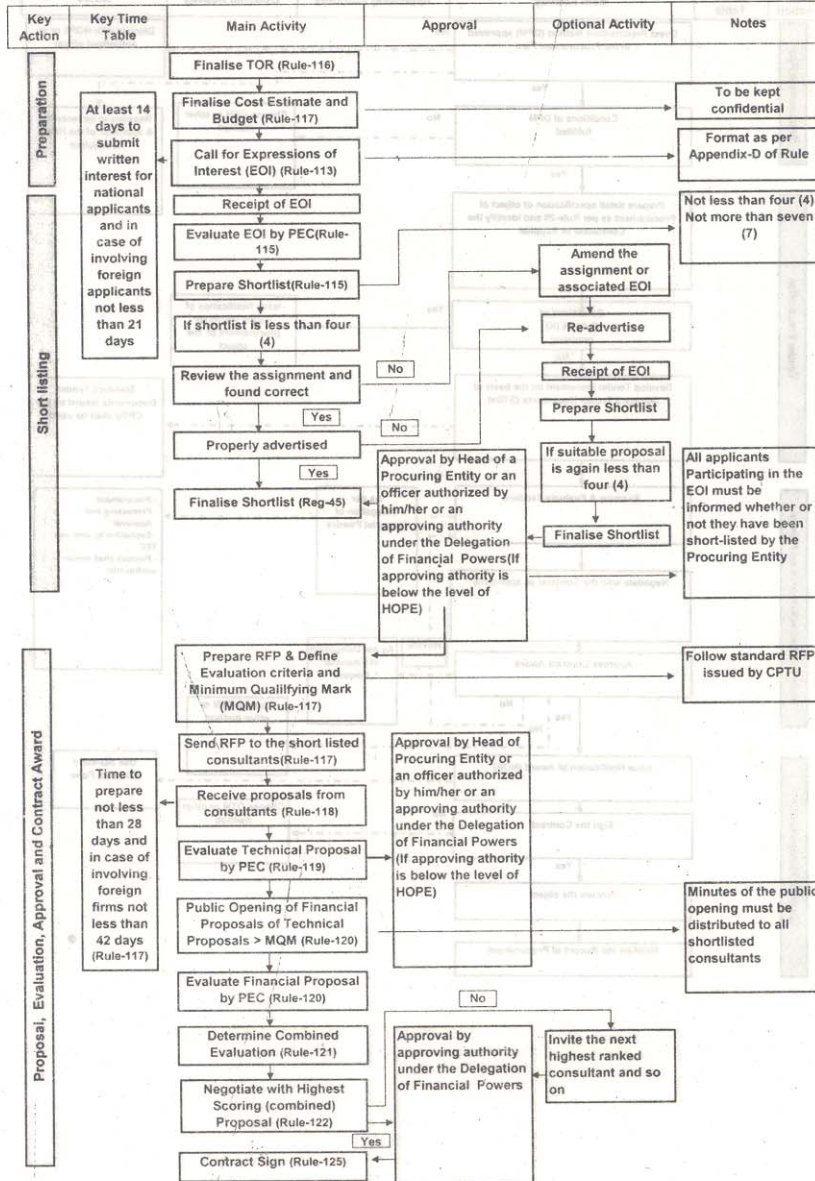 Key
Action
Key Time
Table
Main Activity
Approval
Optional Activity
Notes
Preparation
Finalise TOR (Rule-116)
Finalise Cost Estimate and
Budget (Rule-117)
To be kept
confidential
At least 14
days to
submit
written
interest for
national
applicants
and in
case of
involving
foreign
applicants
not less
than 21
days
Call for Expressions of
Interest (EOI) (Rule-113)
Format as per
Appendix-D of Rule
Short listing
Receipt of EOI
Evaluate EOI by PEC(Rule-
115)
Prepare Shortlist(Rule-115)
Not less than four (4)
Not more than seven
(7)
If shortlist is less than four
(4)
Amend the
assignment or
associated EOI
Review the assignment and
found correct
No
Re-advertise
Yes
Receipt of EOI
Properly advertised
No
Prepare Shortlist
Yes
If suitable proposal
is again less than
four (4)
Finalise Shortlist (Reg-45)
Approval by Head of a
Procuring Entity or an
officer authorized by
him/her or an
approving authority
under the Delegation
of Financial Powers(If
approving athority is
below the level of
HOPE)
Finalise Shortlist
All applicants
Participating in the
EOI must be
informed whether or
not they have been
short-listed by the
Procuring Entity
Proposal, Evaluation, Approval and Contract Award
Prepare RFP & Define
Evaluation criteria and
Minimum Qualilfying Mark
(MQM) (Rule-117)
Follow standard RFP
issued by CPTU
Send RFP to the short listed
consultants(Rule-117)
Time to
prepare
not less
than 28
days and
in case of
involving
foreign
firms not
less than
42 days
(Rule-117)
Receive proposals from
consultants (Rule-118)
Evaluate Technical Proposal
by PEC (Rule-119)
Approval by Head of
Procuring Entity or
an officer authorized
by him/her or an
approving authority
under the Delegation
of Financial Powers
(If approving athority
is below the level of
HOPE)
Public Opening of Financial
Proposals of Technical
Proposals > MQM (Rule-120)
Minutes of the public
opening must be
distributed to all
shortlisted
consultants
Evaluate Financial Proposal
by PEC (Rule-120)
No
Determine Combined
Evaluation (Rule-121)
Approval by
approving authority
under the Delegation
of Financial Powers
Invite the next
highest ranked
consultant and so
on
Negotiate with Highest
Scoring (combined)
Proposal (Rule-122)
Yes
Contract Sign (Rule-125)